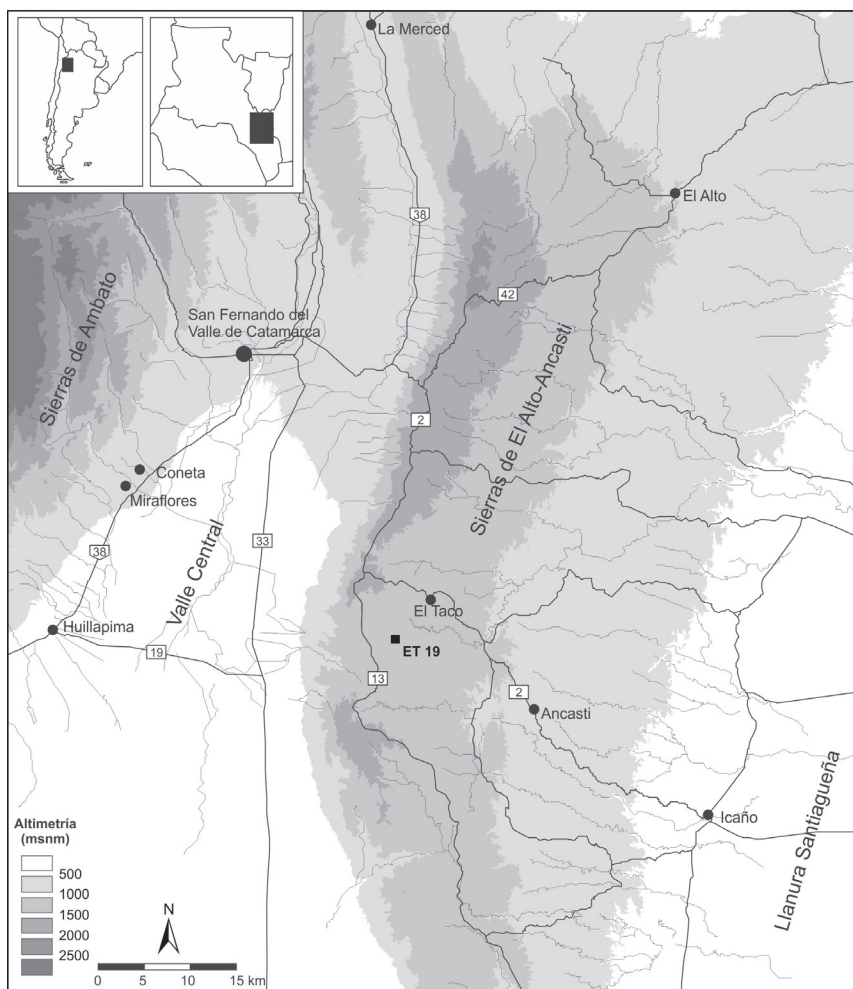 La Merced
El Alto
38
42
San Fernando del
Valle de Catamarca
Sierras de Ambato
Sierras de El Alto-Ancasti
2
Coneta
Miraflores
38
Valle Central
33
El Taco
Huillapima
19
ET 19
13
2
Ancasti
Icaño
Llanura Santiagueña
Altimetría
(msnm)
500
1000
1500
2000
2500
N
0 5 10 15 km